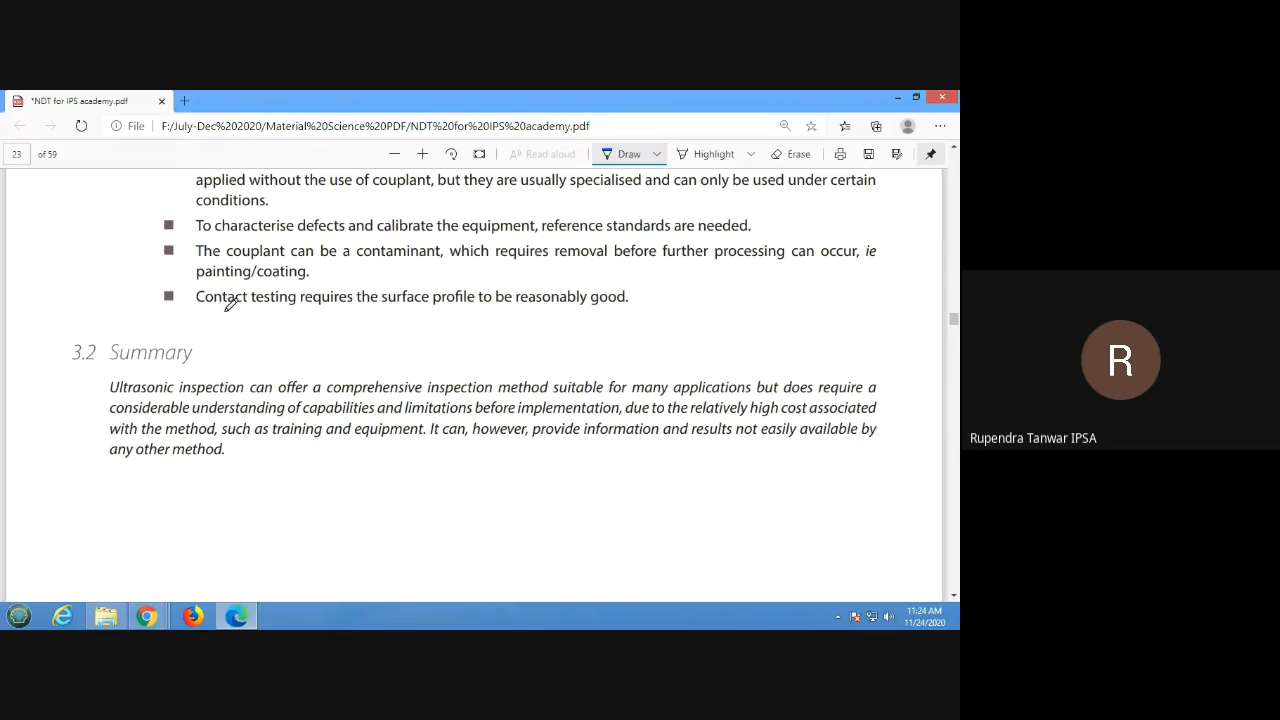 *NDT for IPS academy.pdf
File F:/July-Dec%202020/Material%20Science%20PDF/NDT%20for%20IPS%20academy.pdf
23 of 59 Read aloud Draw Highlight Erase
applied without the use of couplant, but they are usually specialised and can only be used under certain
conditions.
To characterise defects and calibrate the equipment, reference standards are needed.
The couplant can be a contaminant, which requires removal before further processing can occur, ie
painting/coating.
Contact testing requires the surface profile to be reasonably good.
3.2 Summary
Ultrasonic inspection can offer a comprehensive inspection method suitable for many applications but does require a
considerable understanding of capabilities and limitations before implementation, due to the relatively high cost associated
with the method, such as training and equipment. It can, however, provide information and results not easily available by
any other method.
R
Rupendra Tanwar IPSA
11:24 AM
11/24/2020